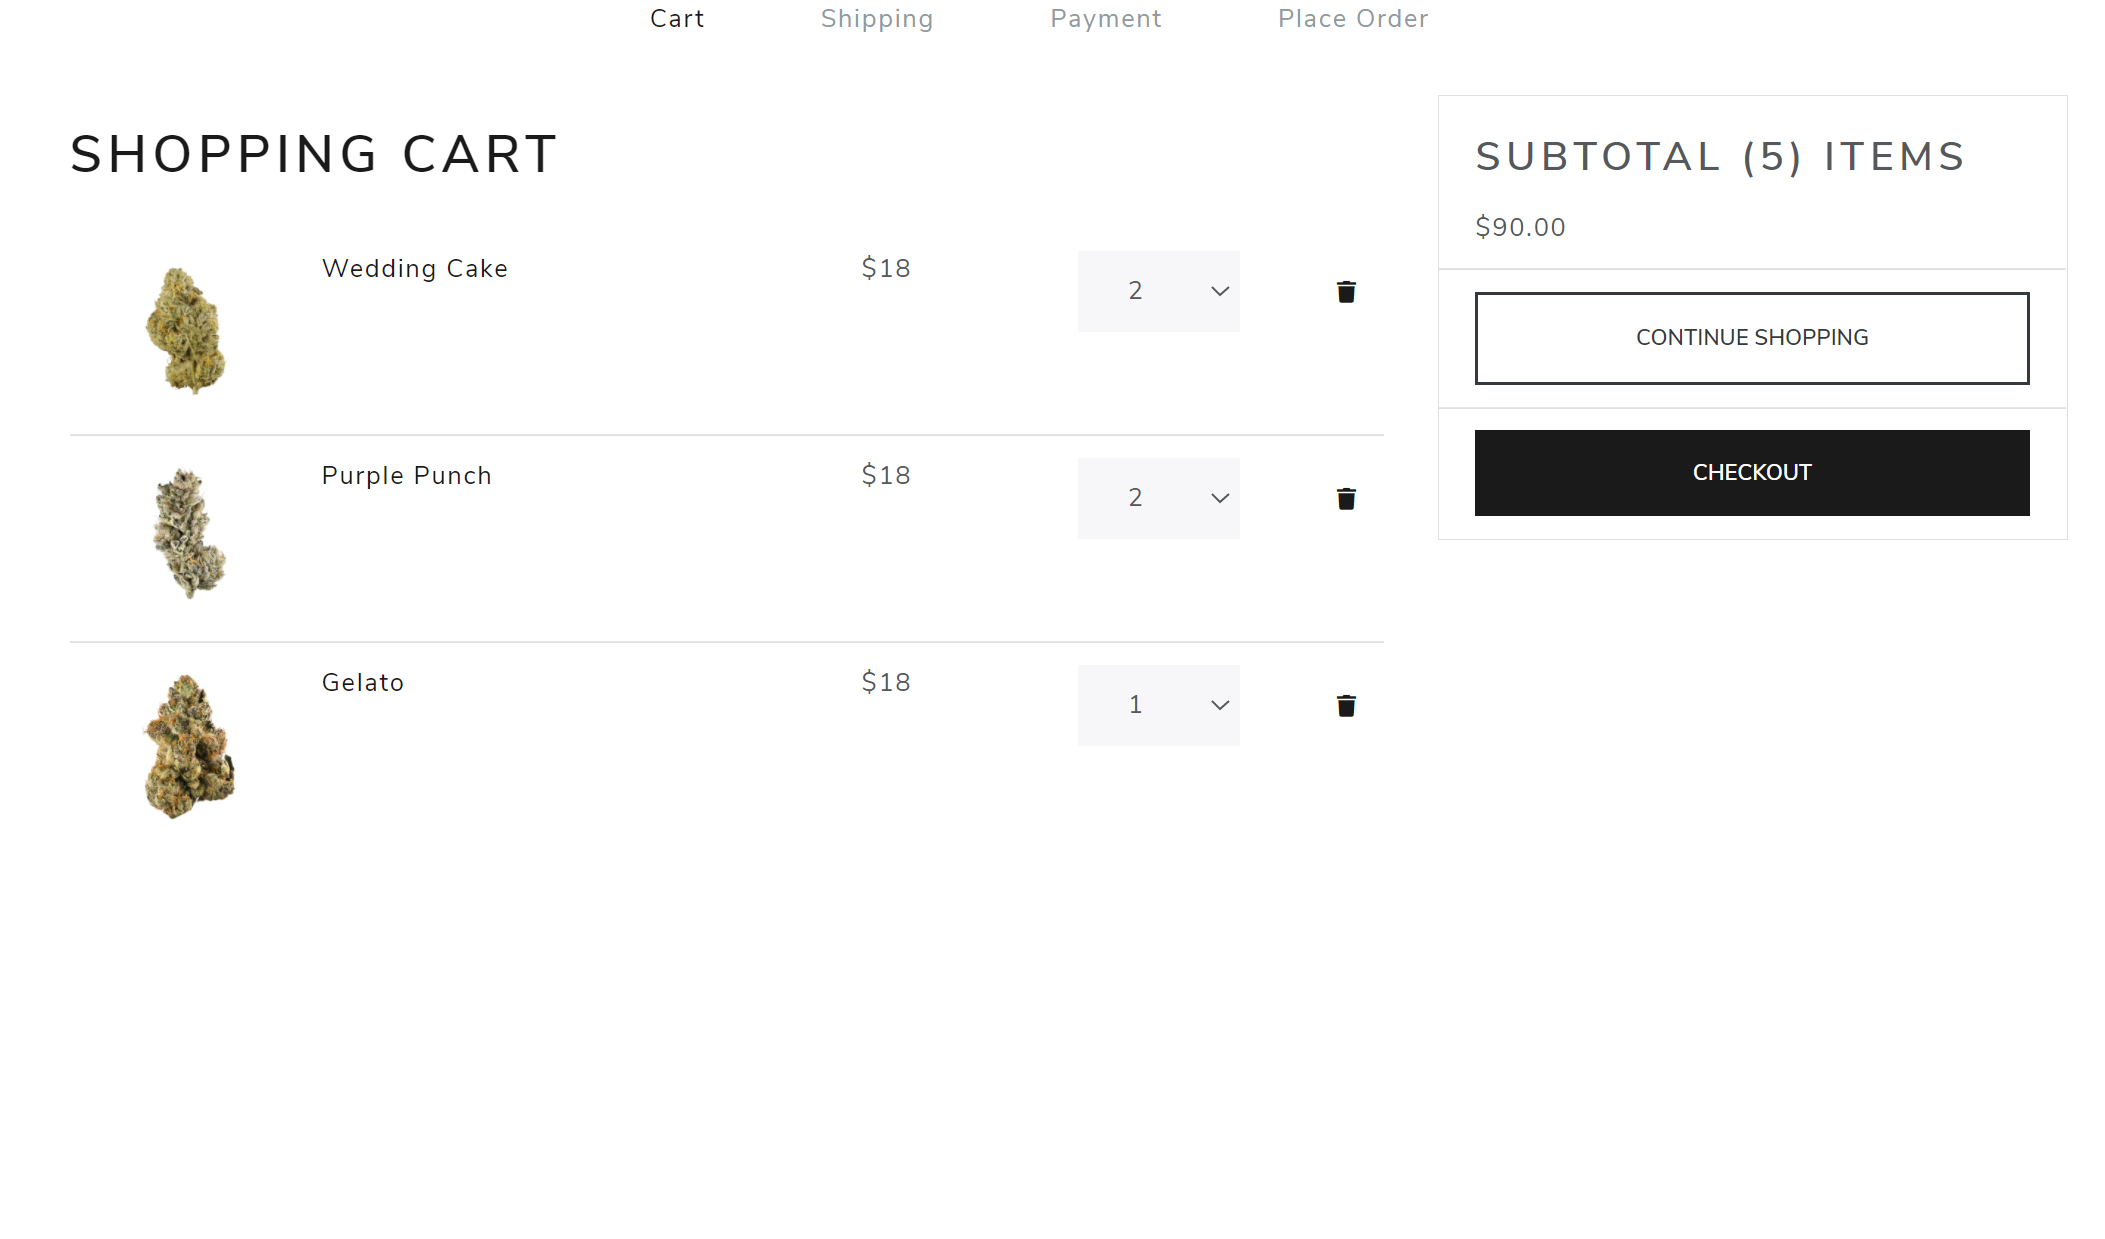 Cart Shipping Payment Place Order
SHOPPING CART
Wedding Cake $18 2
Purple Punch $18 2
Gelato $18 1
SUBTOTAL (5) ITEMS
$90.00
CONTINUE SHOPPING
CHECKOUT